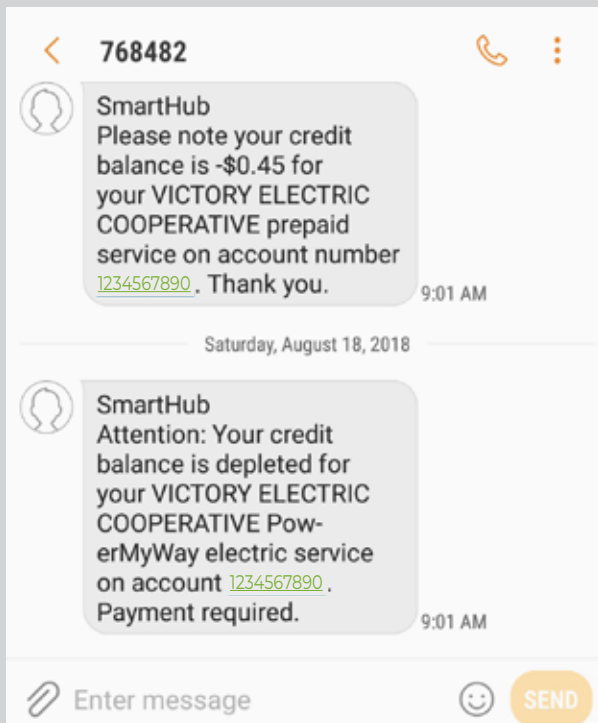 768482
SmartHub
Please note your credit
balance is -$0.45 for
your VICTORY ELECTRIC
COOPERATIVE prepaid
service on account number
1234567890. Thank you.
9:01 AM
Saturday, August 18, 2018
SmartHub
Attention: Your credit
balance is depleted for
your VICTORY ELECTRIC
COOPERATIVE Pow-
erMyWay electric service
on account 1234567890.
Payment required.
9:01 AM
Enter message
SEND